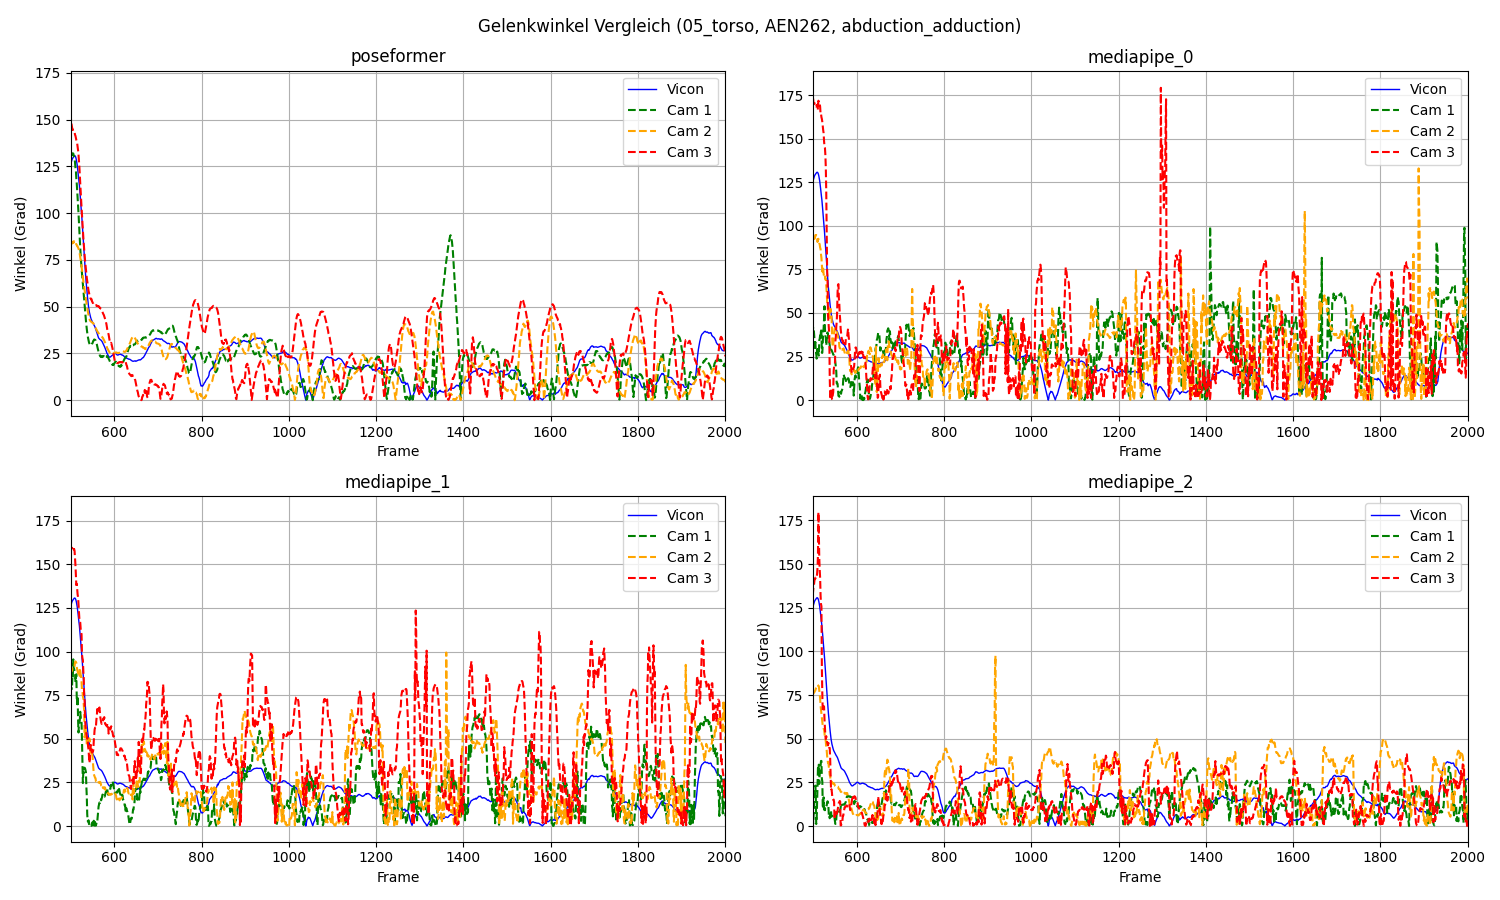 Gelenkwinkel Vergleich (05_torso, AEN262, abduction_adduction)
poseformer
175
150
125
100
75
50
25
0
Winkel (Grad)
600 800 1000 1200 1400 1600 1800 2000
Frame
Vicon
Cam 1
Cam 2
Cam 3
mediapipe_0
175
150
125
100
75
50
25
0
Winkel (Grad)
600 800 1000 1200 1400 1600 1800 2000
Frame
Vicon
Cam 1
Cam 2
Cam 3
mediapipe_1
175
150
125
100
75
50
25
0
Winkel (Grad)
600 800 1000 1200 1400 1600 1800 2000
Frame
Vicon
Cam 1
Cam 2
Cam 3
mediapipe_2
175
150
125
100
75
50
25
0
Winkel (Grad)
600 800 1000 1200 1400 1600 1800 2000
Frame
Vicon
Cam 1
Cam 2
Cam 3